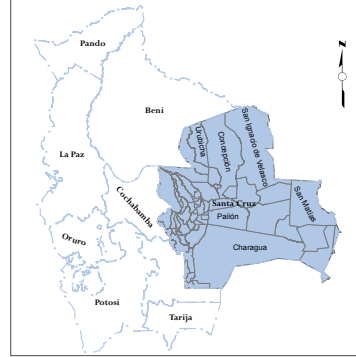 Pando
N
Beni
Urubicha
Concepción
San Ignacio de Velasco
La Paz
Cochabamba
Santa Cruz
San Matías
Pailón
Oruro
Charagua
Potosi
Tarija